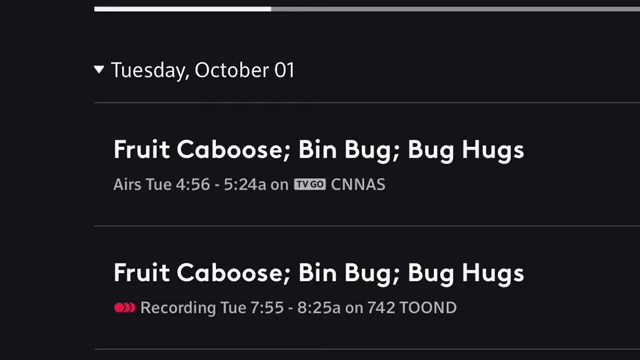 Tuesday, October 01
Fruit Caboose; Bin Bug; Bug Hugs
Airs Tue 4:56 - 5:24a on TV GO CNNAS
Fruit Caboose; Bin Bug; Bug Hugs
Recording Tue 7:55 - 8:25a on 742 TOOND